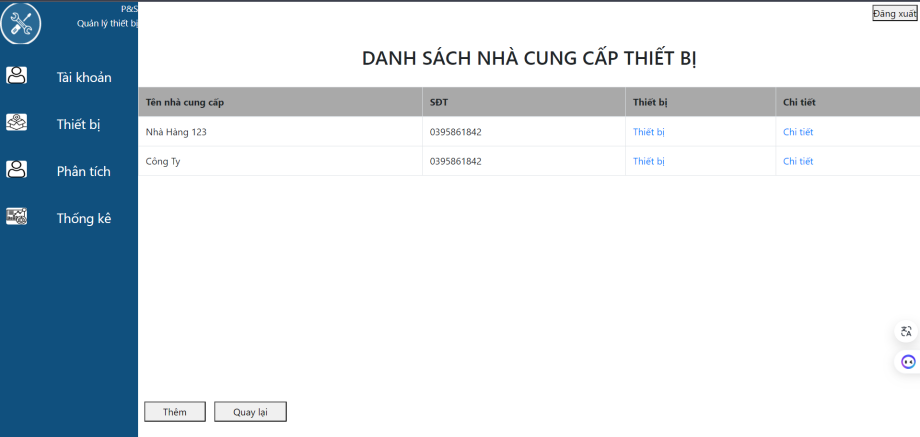 P&S
Quản lý thiết bị
Đăng xuất
Tài khoản
Thiết bị
Phân tích
Thống kê
DANH SÁCH NHÀ CUNG CẤP THIẾT BỊ
Tên nhà cung cấp SĐT Thiết bị Chi tiết
Nhà Hàng 123 0395861842 Thiết bị Chi tiết
Công Ty 0395861842 Thiết bị Chi tiết
Thêm Quay lại